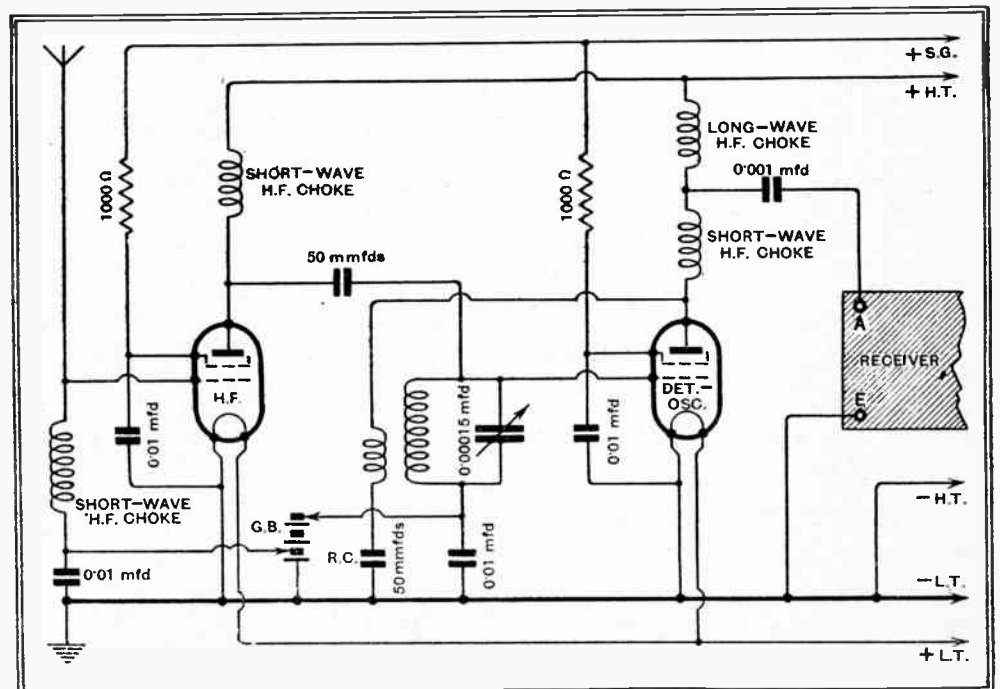 + S.G.
+ H.T.
LONG-WAVE
H.F. CHOKE
0·001 mfd
1000 Ω
SHORT-WAVE
H.F. CHOKE
1000 Ω
SHORT-WAVE
H.F. CHOKE
50 mmfds
A
RECEIVER
E
H.F.
DET.-
OSC.
0·01 mfd
0·00015 mfd
0·01 mfd
SHORT-WAVE
H.F. CHOKE
G.B.
R.C.
50 mmfds
0·01 mfd
0·01 mfd
- H.T.
- L.T.
+ L.T.